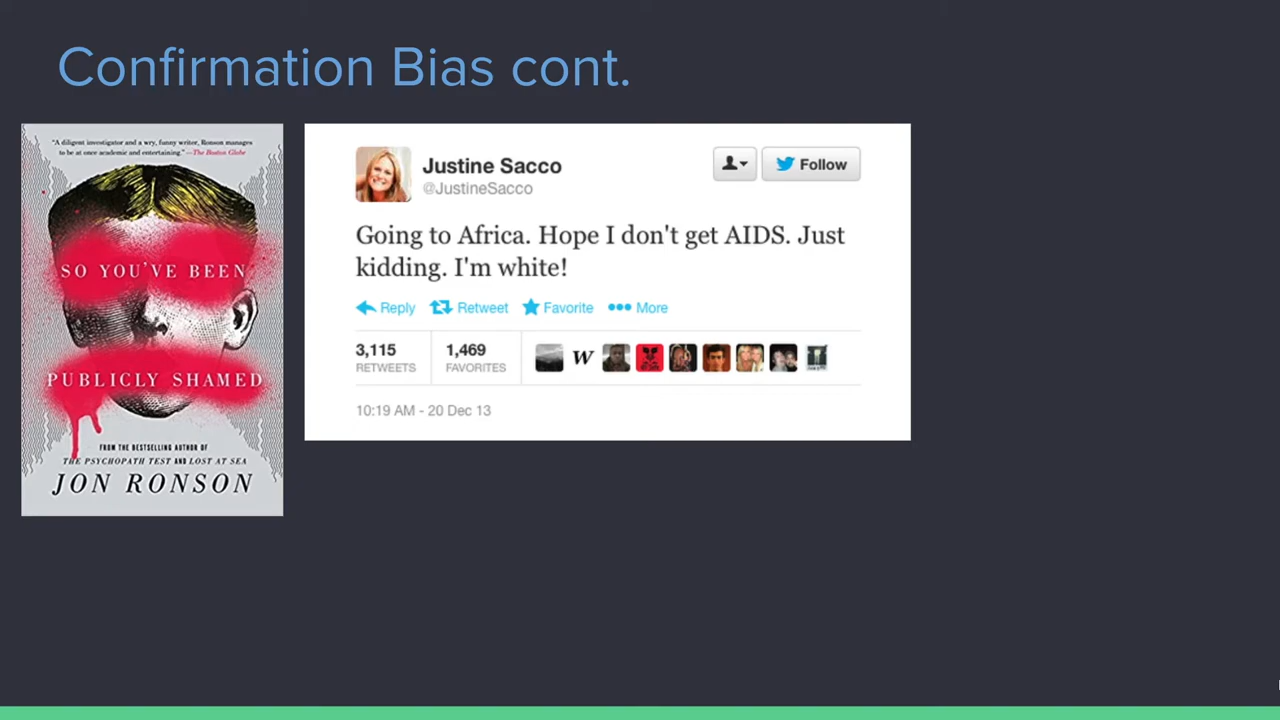 Confirmation Bias cont.
"A diligent investigator and a wry, funny writer, Ronson manages
to be at once academic and entertaining." —The Boston Globe
SO YOU'VE BEEN
PUBLICLY SHAMED
FROM THE BESTSELLING AUTHOR OF
THE PSYCHOPATH TEST AND LOST AT SEA
JON RONSON
Justine Sacco
@JustineSacco
Follow
Going to Africa. Hope I don't get AIDS. Just
kidding. I'm white!
Reply Retweet Favorite More
3,115 1,469
RETWEETS FAVORITES
W
10:19 AM - 20 Dec 13